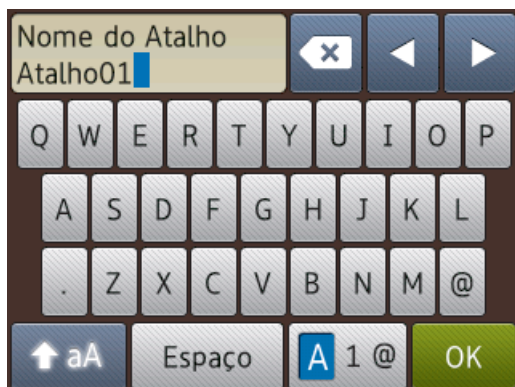 Nome do Atalho
Atalho01
Q W E R T Y U I O P
A S D F G H J K L
. Z X C V B N M @
aA Espaço A 1 @ OK